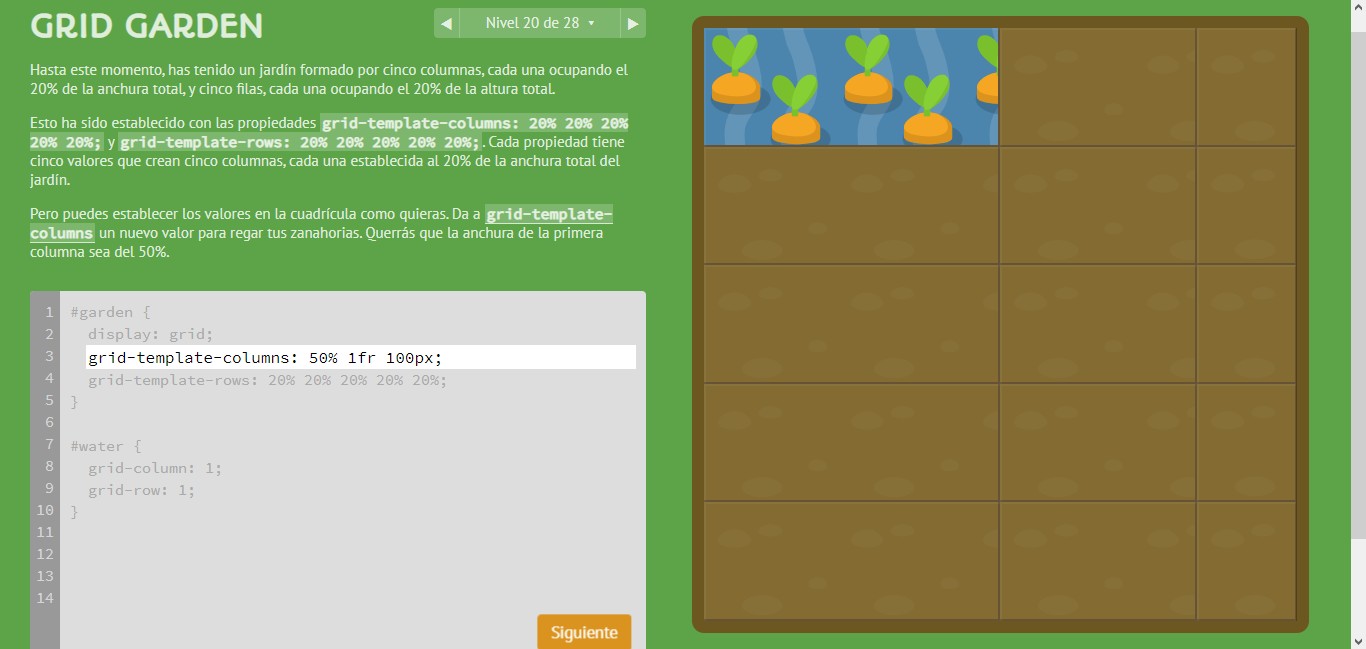 GRID GARDEN
◀ Nivel 20 de 28 ▾ ▶
Hasta este momento, has tenido un jardín formado por cinco columnas, cada una ocupando el
20% de la anchura total, y cinco filas, cada una ocupando el 20% de la altura total.
Esto ha sido establecido con las propiedades grid-template-columns: 20% 20% 20%
20% 20%; y grid-template-rows: 20% 20% 20% 20% 20%;. Cada propiedad tiene
cinco valores que crean cinco columnas, cada una establecida al 20% de la anchura total del
jardín.
Pero puedes establecer los valores en la cuadrícula como quieras. Da a grid-template-
columns un nuevo valor para regar tus zanahorias. Querrás que la anchura de la primera
columna sea del 50%.
1 #garden {
2 display: grid;
3 grid-template-columns: 50% 1fr 100px;
4 grid-template-rows: 20% 20% 20% 20% 20%;
5 }
6
7 #water {
8 grid-column: 1;
9 grid-row: 1;
10 }
11
12
13
14
Siguiente